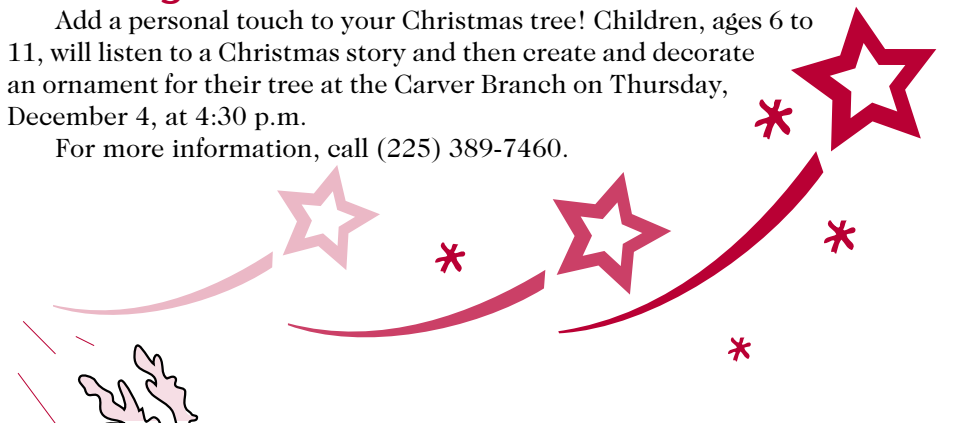 Add a personal touch to your Christmas tree! Children, ages 6 to
11, will listen to a Christmas story and then create and decorate
an ornament for their tree at the Carver Branch on Thursday,
December 4, at 4:30 p.m.
For more information, call (225) 389-7460.